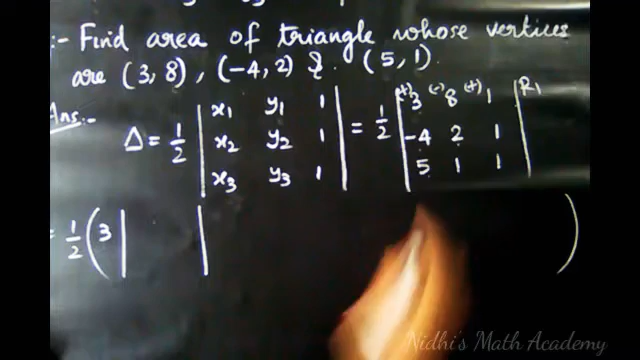 :- Find area of triangle whose vertices
are (3, 8), (-4, 2) & (5, 1).
Ans:-
Δ = 1/2 | x1 y1 1 | = 1/2 | (+)3 (-)8 (+)1 | R1
| x2 y2 1 | | -4 2 1 |
| x3 y3 1 | | 5 1 1 |
= 1/2 ( 3 | | )
Nidhi's Math Academy